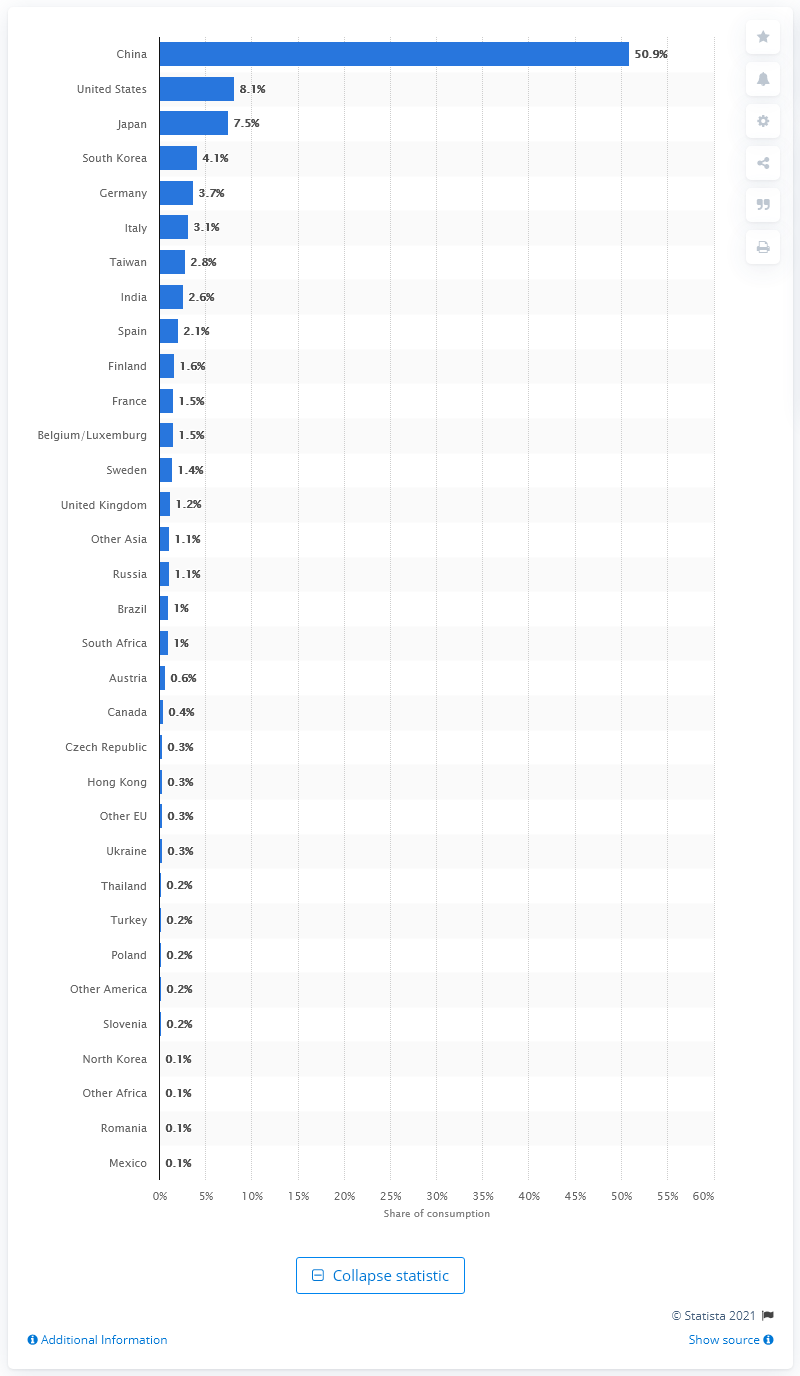 China 50.9%
United States 8.1%
Japan 7.5%
South Korea 4.1%
Germany 3.7%
Italy 3.1%
Taiwan 2.8%
India 2.6%
Spain 2.1%
Finland 1.6%
France 1.5%
Belgium/Luxemburg 1.5%
Sweden 1.4%
United Kingdom 1.2%
Other Asia 1.1%
Russia 1.1%
Brazil 1%
South Africa 1%
Austria 0.6%
Canada 0.4%
Czech Republic 0.3%
Hong Kong 0.3%
Other EU 0.3%
Ukraine 0.3%
Thailand 0.2%
Turkey 0.2%
Poland 0.2%
Other America 0.2%
Slovenia 0.2%
North Korea 0.1%
Other Africa 0.1%
Romania 0.1%
Mexico 0.1%
0% 5% 10% 15% 20% 25% 30% 35% 40% 45% 50% 55% 60%
Share of consumption
Collapse statistic
© Statista 2021
Additional Information Show source